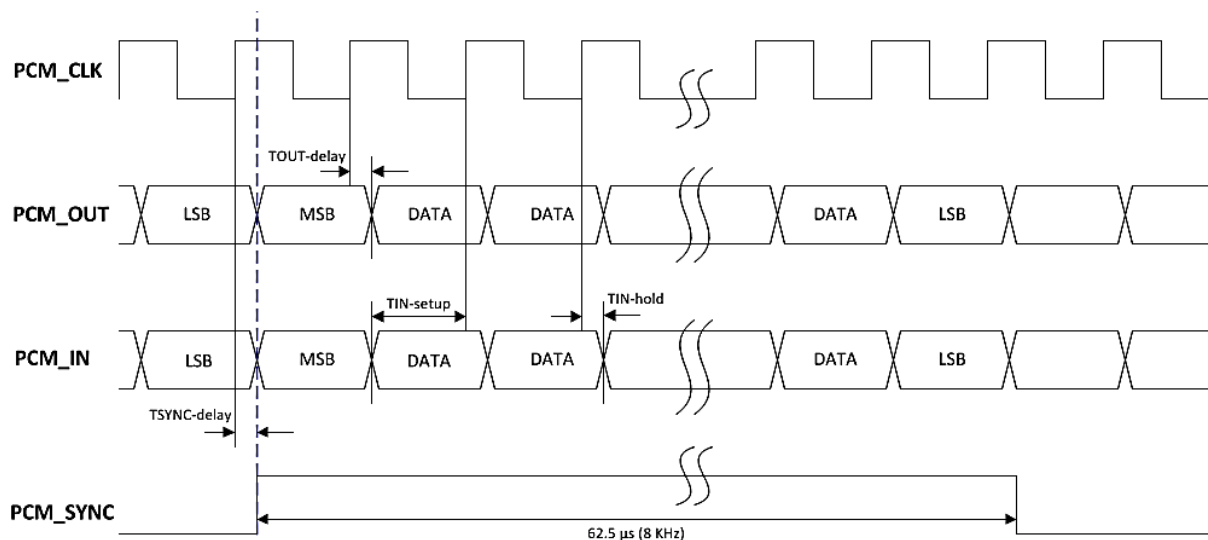 PCM_CLK
TOUT-delay
PCM_OUT
LSB
MSB
DATA
DATA
DATA
LSB
TIN-setup
TIN-hold
PCM_IN
LSB
MSB
DATA
DATA
DATA
LSB
TSYNC-delay
PCM_SYNC
62.5 µs (8 KHz)